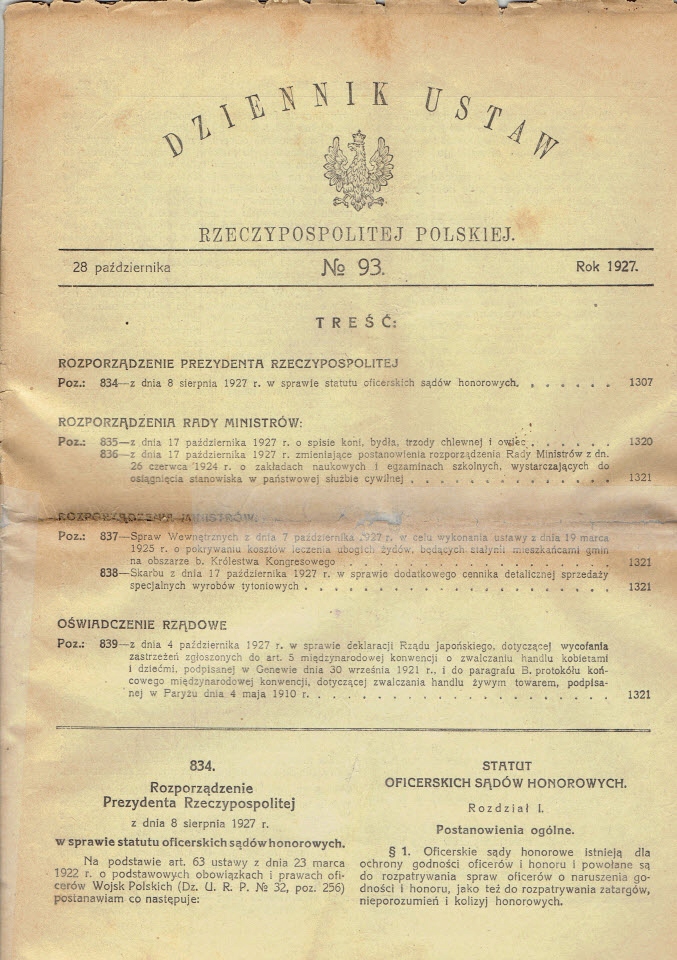 DZIENNIK USTAW
RZECZYPOSPOLITEJ POLSKIEJ.
28 października № 93. Rok 1927.
TREŚĆ:
ROZPORZĄDZENIE PREZYDENTA RZECZYPOSPOLITEJ
Poz.: 834—z dnia 8 sierpnia 1927 r. w sprawie statutu oficerskich sądów honorowych. . . . . . . 1307
ROZPORZĄDZENIA RADY MINISTRÓW:
Poz.: 835—z dnia 17 października 1927 r. o spisie koni, bydła, trzody chlewnej i owiec . . . . . . 1320
836—z dnia 17 października 1927 r. zmieniające postanowienia rozporządzenia Rady Ministrów z dn.
26 czerwca 1924 r. o zakładach naukowych i egzaminach szkolnych, wystarczających do
osiągnięcia stanowiska w państwowej służbie cywilnej . . . . . . . . . . 1321
ROZPORZĄDZENIA MINISTRÓW:
Poz.: 837—Spraw Wewnętrznych z dnia 7 października 1927 r. w celu wykonania ustawy z dnia 19 marca
1925 r. o pokrywaniu kosztów leczenia ubogich żydów, będących stałymi mieszkańcami gmin
na obszarze b. Królestwa Kongresowego . . . . . . . . . . . . 1321
838—Skarbu z dnia 17 października 1927 r. w sprawie dodatkowego cennika detalicznej sprzedaży
specjalnych wyrobów tytoniowych . . . . . . . . . . . . . . . 1321
OŚWIADCZENIE RZĄDOWE
Poz.: 839—z dnia 4 października 1927 r. w sprawie deklaracji Rządu Japońskiego, dotyczącej wycofania
zastrzeżeń zgłoszonych do art. 5 międzynarodowej konwencji o zwalczaniu handlu kobietami
i dziećmi, podpisanej w Genewie dnia 30 września 1921 r., i do paragrafu B. protokółu koń-
cowego międzynarodowej konwencji, dotyczącej zwalczania handlu żywym towarem, podpisa-
nej w Paryżu dnia 4 maja 1910 r. . . . . . . . . . . . . . . . 1321
834.
Rozporządzenie
Prezydenta Rzeczypospolitej
z dnia 8 sierpnia 1927 r.
w sprawie statutu oficerskich sądów honorowych.
Na podstawie art. 63 ustawy z dnia 23 marca
1922 r. o podstawowych obowiązkach i prawach ofi-
cerów Wojsk Polskich (Dz. U. R. P. № 32, poz. 256)
postanawiam co następuje:
STATUT
OFICERSKICH SĄDÓW HONOROWYCH.
Rozdział I.
Postanowienia ogólne.
§ 1. Oficerskie sądy honorowe istnieją dla
ochrony godności oficerów i honoru i powołane są
do rozpatrywania spraw oficerów o naruszenia go-
dności i honoru, jako też do rozpatrywania zatargów,
nieporozumień i kolizyj honorowych.